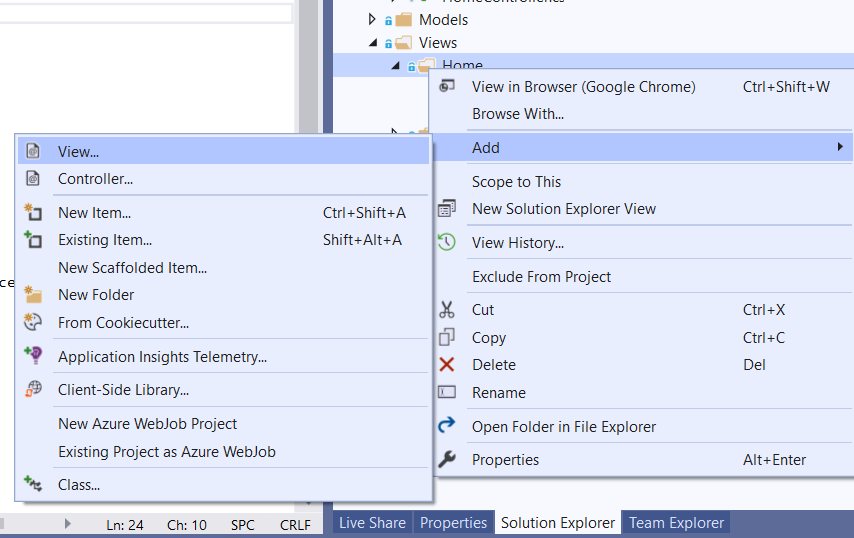 Models
Views
Home
View in Browser (Google Chrome) Ctrl+Shift+W
Browse With...
Add
Scope to This
New Solution Explorer View
View History...
Exclude From Project
Cut Ctrl+X
Copy Ctrl+C
Delete Del
Rename
Open Folder in File Explorer
Properties Alt+Enter
View...
Controller...
New Item... Ctrl+Shift+A
Existing Item... Shift+Alt+A
New Scaffolded Item...
New Folder
From Cookiecutter...
Application Insights Telemetry...
Client-Side Library...
New Azure WebJob Project
Existing Project as Azure WebJob
Class...
ce
Ln: 24 Ch: 10 SPC CRLF
Live Share Properties Solution Explorer Team Explorer